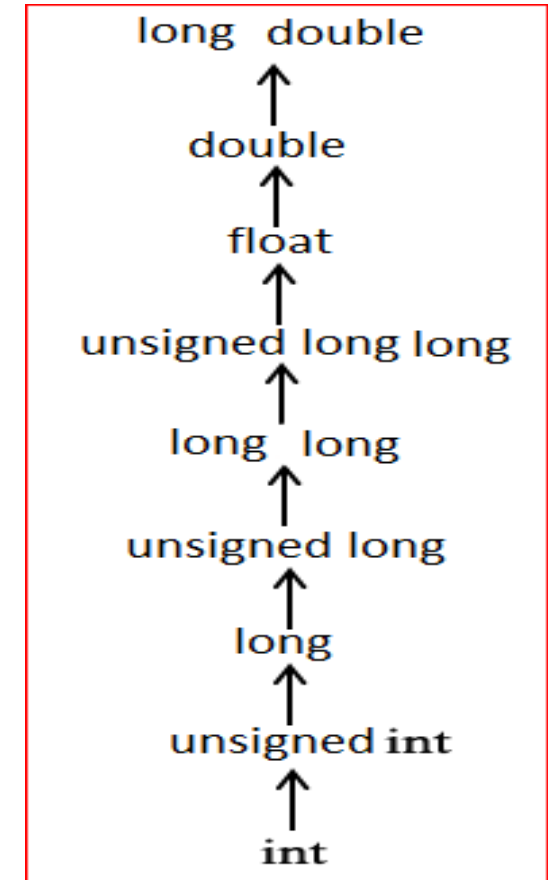 long double
double
float
unsigned long long
long long
unsigned long
long
unsigned int
int